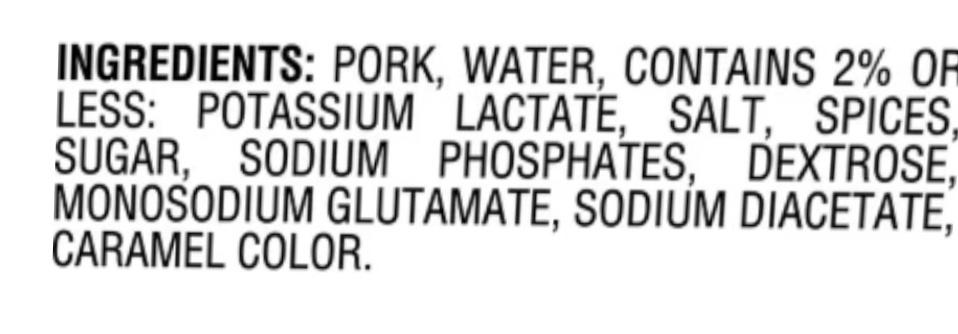 INGREDIENTS: PORK, WATER, CONTAINS 2% OR
LESS: POTASSIUM LACTATE, SALT, SPICES,
SUGAR, SODIUM PHOSPHATES, DEXTROSE,
MONOSODIUM GLUTAMATE, SODIUM DIACETATE,
CARAMEL COLOR.